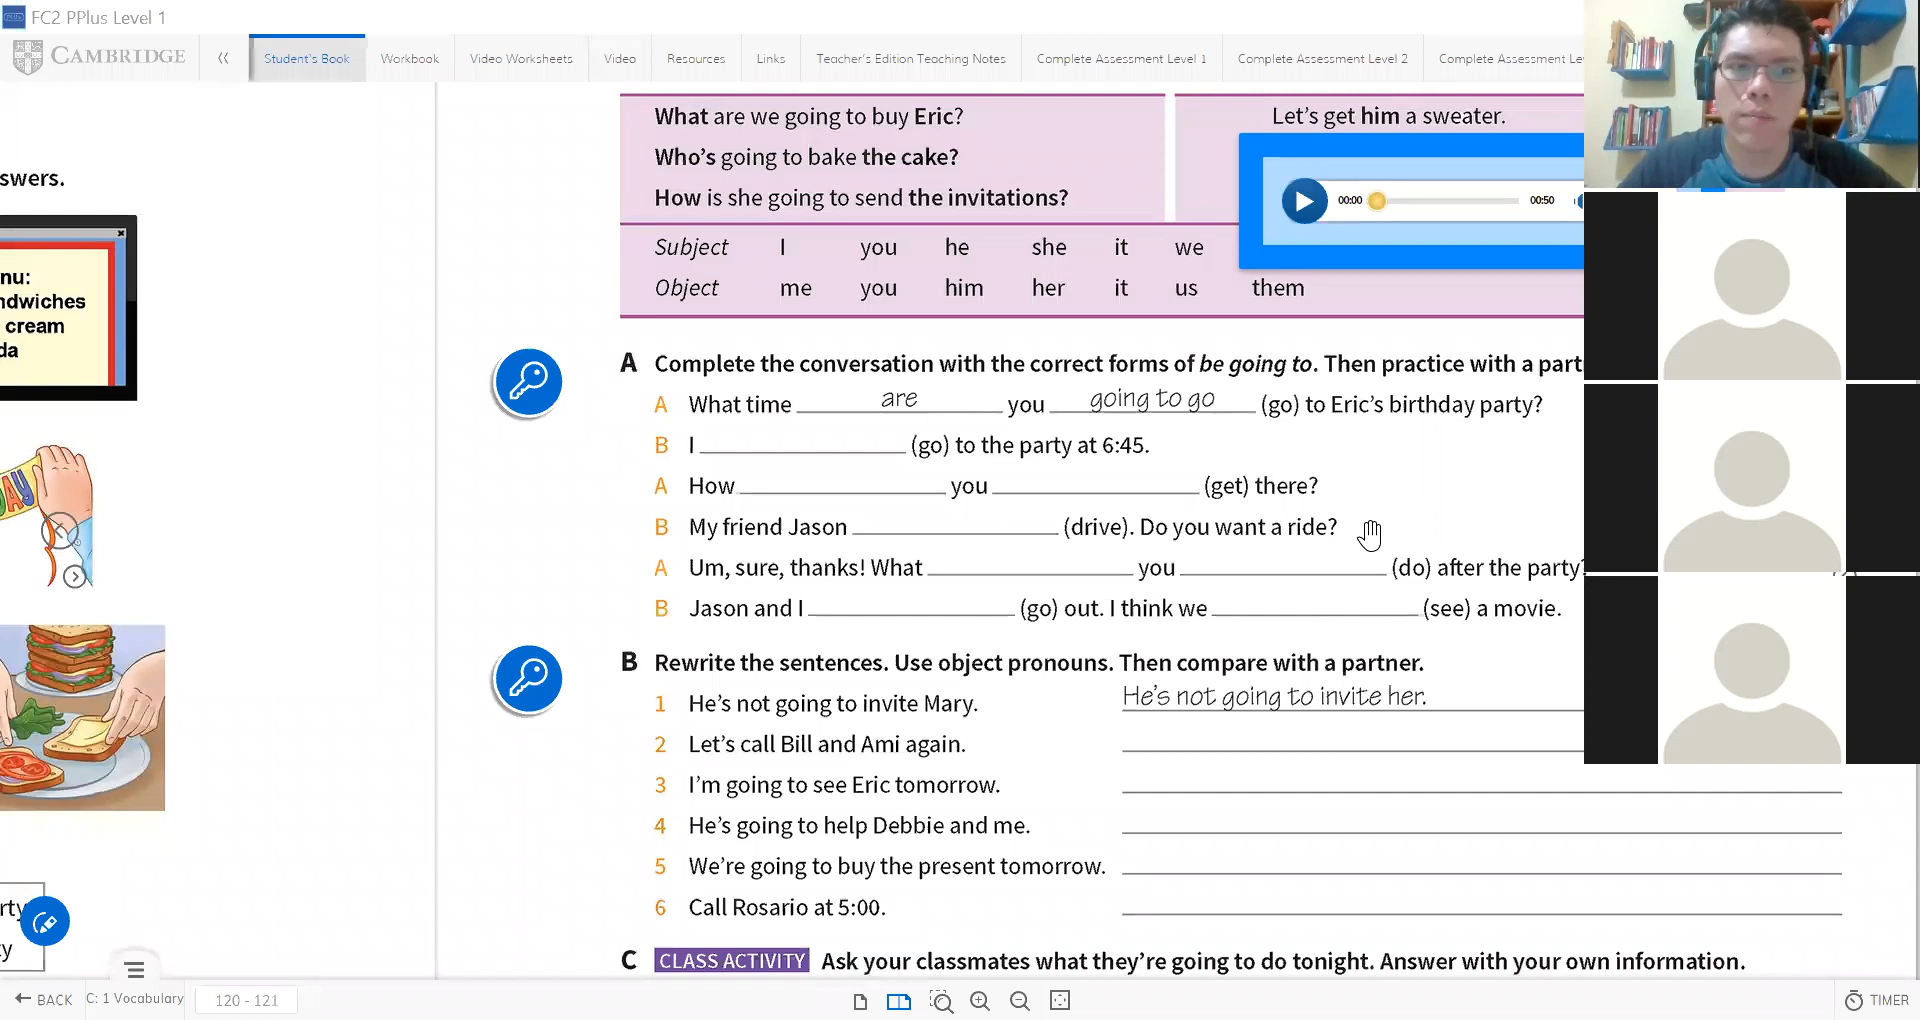 FC2 PPlus Level 1
CAMBRIDGE
«
Student's Book
Workbook
Video Worksheets
Video
Resources
Links
Teacher's Edition Teaching Notes
Complete Assessment Level 1
Complete Assessment Level 2
Complete Assessment Le
swers.
nu:
ndwiches
cream
da
AY
rty
y
What are we going to buy Eric?
Let's get him a sweater.
Who's going to bake the cake?
How is she going to send the invitations?
00:00
00:50
Subject I you he she it we
Object me you him her it us them
A Complete the conversation with the correct forms of be going to. Then practice with a part
A What time are you going to go (go) to Eric's birthday party?
B I (go) to the party at 6:45.
A How you (get) there?
B My friend Jason (drive). Do you want a ride?
A Um, sure, thanks! What you (do) after the party?
B Jason and I (go) out. I think we (see) a movie.
B Rewrite the sentences. Use object pronouns. Then compare with a partner.
1 He's not going to invite Mary. He's not going to invite her.
2 Let's call Bill and Ami again.
3 I'm going to see Eric tomorrow.
4 He's going to help Debbie and me.
5 We're going to buy the present tomorrow.
6 Call Rosario at 5:00.
C CLASS ACTIVITY Ask your classmates what they're going to do tonight. Answer with your own information.
BACK
C: 1 Vocabulary
120 - 121
TIMER